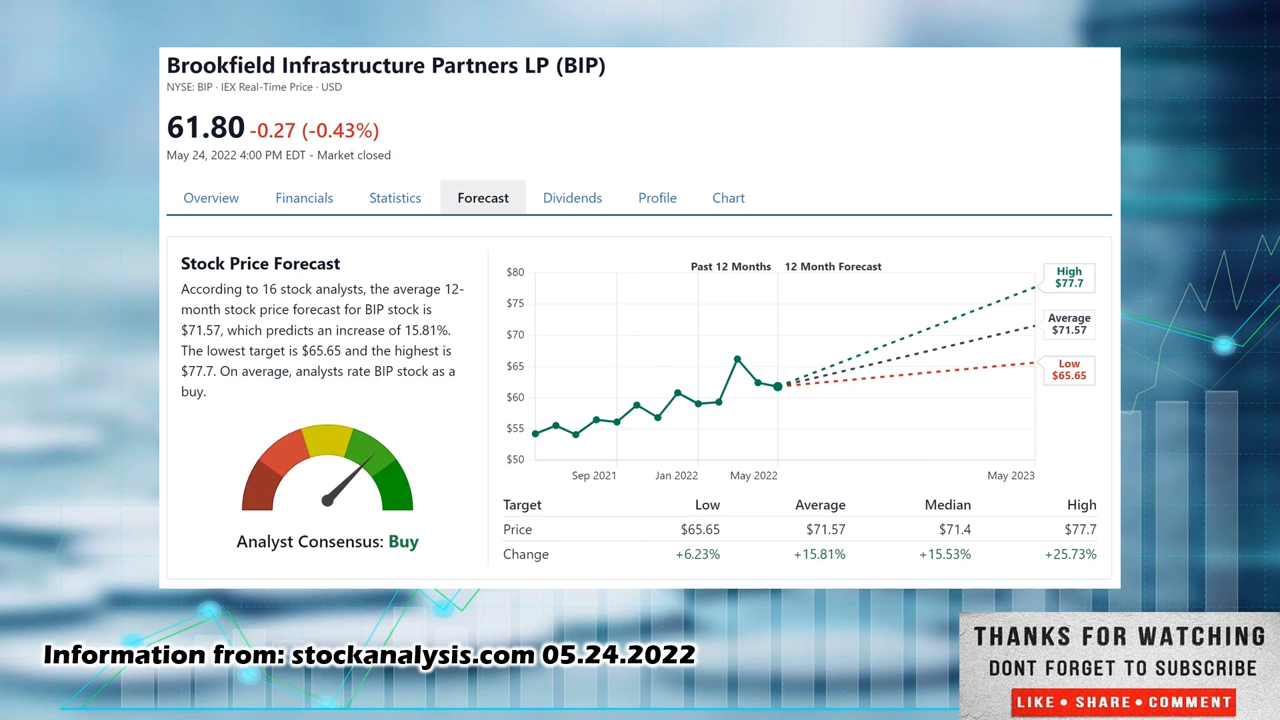 Brookfield Infrastructure Partners LP (BIP)
NYSE: BIP · IEX Real-Time Price · USD
61.80 -0.27 (-0.43%)
May 24, 2022 4:00 PM EDT - Market closed
Overview Financials Statistics Forecast Dividends Profile Chart
Stock Price Forecast
According to 16 stock analysts, the average 12-
month stock price forecast for BIP stock is
$71.57, which predicts an increase of 15.81%.
The lowest target is $65.65 and the highest is
$77.7. On average, analysts rate BIP stock as a
buy.
Analyst Consensus: Buy
Past 12 Months 12 Month Forecast
$80
$75
$70
$65
$60
$55
$50
High
$77.7
Average
$71.57
Low
$65.65
Sep 2021 Jan 2022 May 2022 May 2023
Target Low Average Median High
Price $65.65 $71.57 $71.4 $77.7
Change +6.23% +15.81% +15.53% +25.73%
Information from: stockanalysis.com 05.24.2022
THANKS FOR WATCHING
DONT FORGET TO SUBSCRIBE
LIKE • SHARE • COMMENT